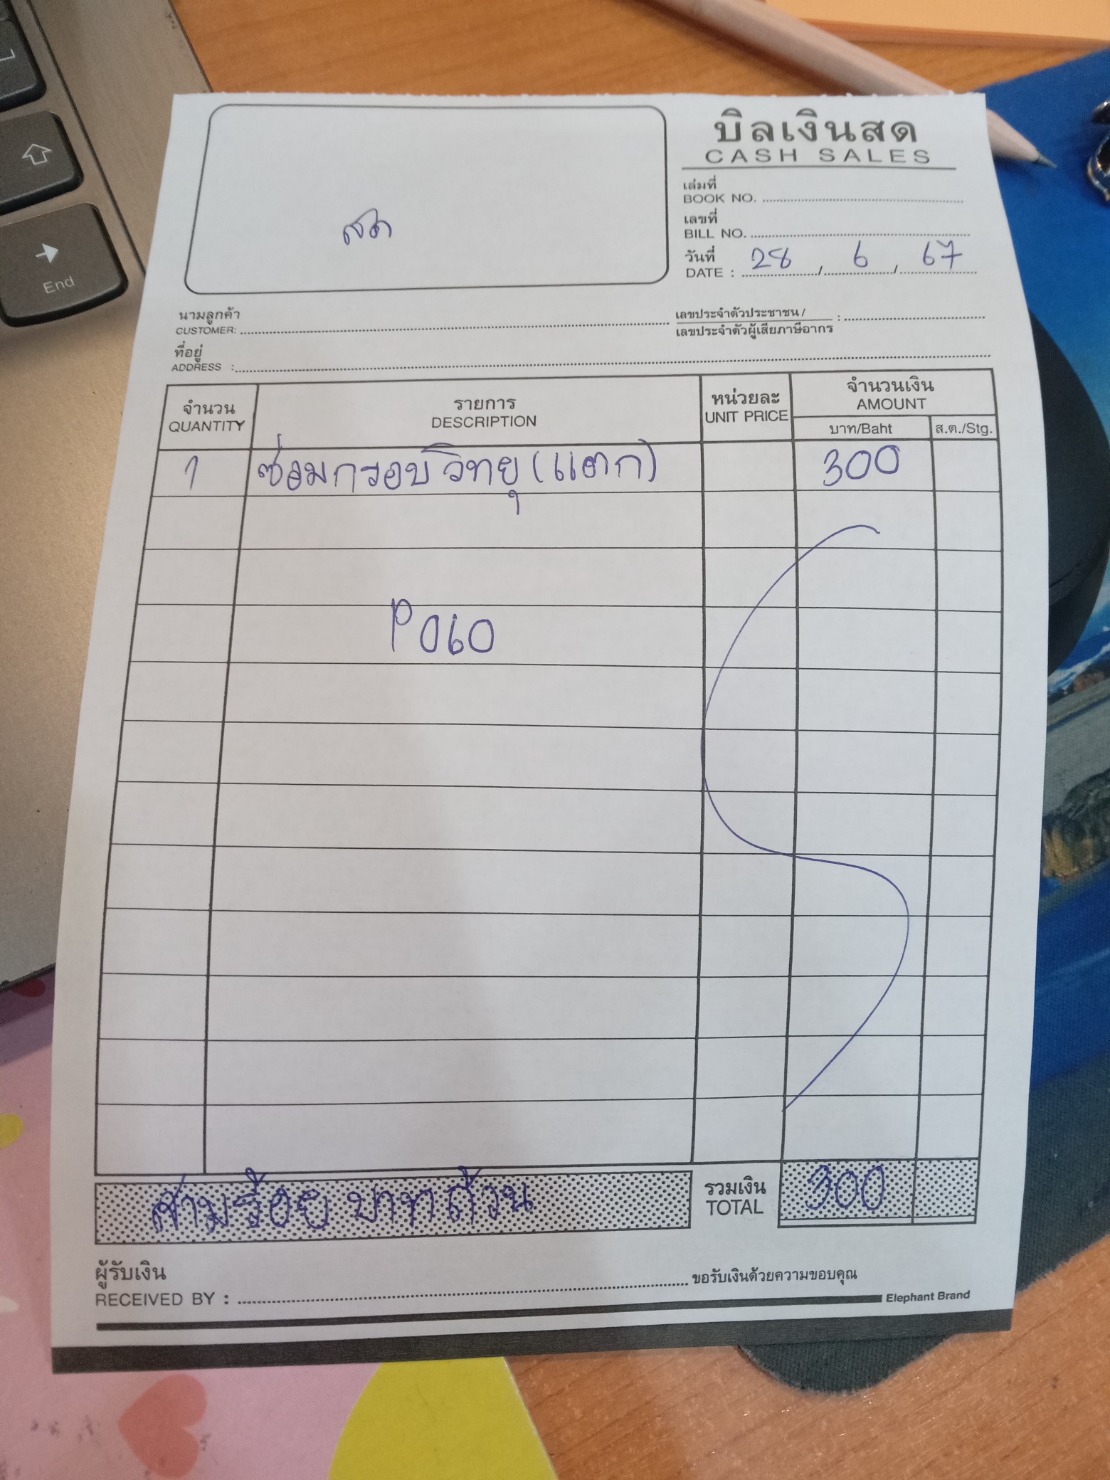 บิลเงินสด
CASH SALES
สด
เล่มที่
BOOK NO.
เลขที่
BILL NO.
วันที่
DATE : 28 / 6 / 67
นามลูกค้า
CUSTOMER:
เลขประจำตัวประชาชน / :
เลขประจำตัวผู้เสียภาษีอากร
ที่อยู่
ADDRESS :
จำนวน
QUANTITY
รายการ
DESCRIPTION
หน่วยละ
UNIT PRICE
จำนวนเงิน
AMOUNT
บาท/Baht ส.ต./Stg.
1 ซ่อมกรอบวิทยุ (แตก) 300
P060
สามร้อยบาทถ้วน
รวมเงิน
TOTAL
300
ผู้รับเงิน
RECEIVED BY :
ขอรับเงินด้วยความขอบคุณ
Elephant Brand
End